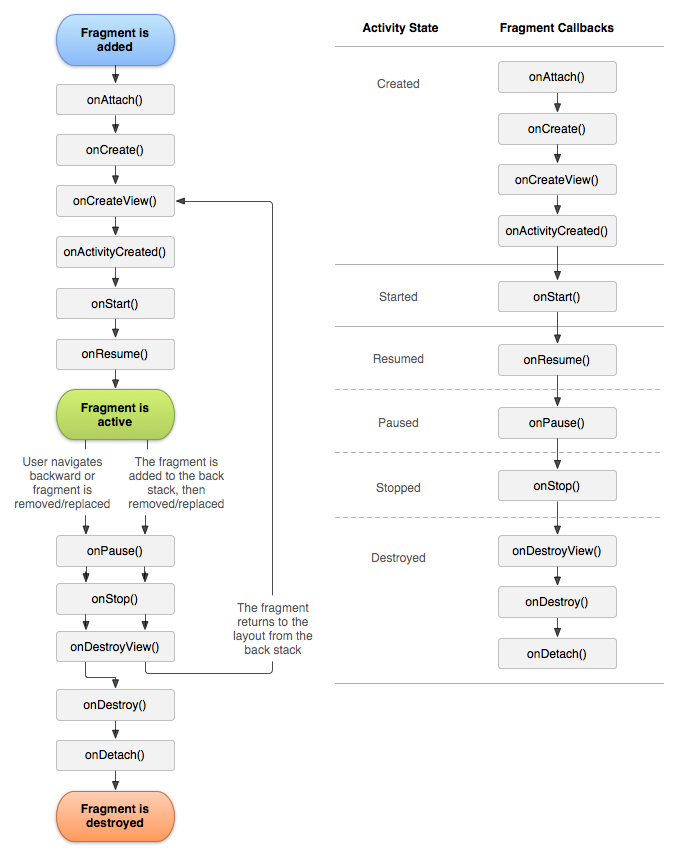 Fragment is
added
onAttach()
onCreate()
onCreateView()
onActivityCreated()
onStart()
onResume()
Fragment is
active
User navigates
backward or
fragment is
removed/replaced
The fragment is
added to the back
stack, then
removed/replaced
onPause()
onStop()
onDestroyView()
The fragment
returns to the
layout from the
back stack
onDestroy()
onDetach()
Fragment is
destroyed
Activity State
Fragment Callbacks
Created
onAttach()
onCreate()
onCreateView()
onActivityCreated()
Started
onStart()
Resumed
onResume()
Paused
onPause()
Stopped
onStop()
Destroyed
onDestroyView()
onDestroy()
onDetach()